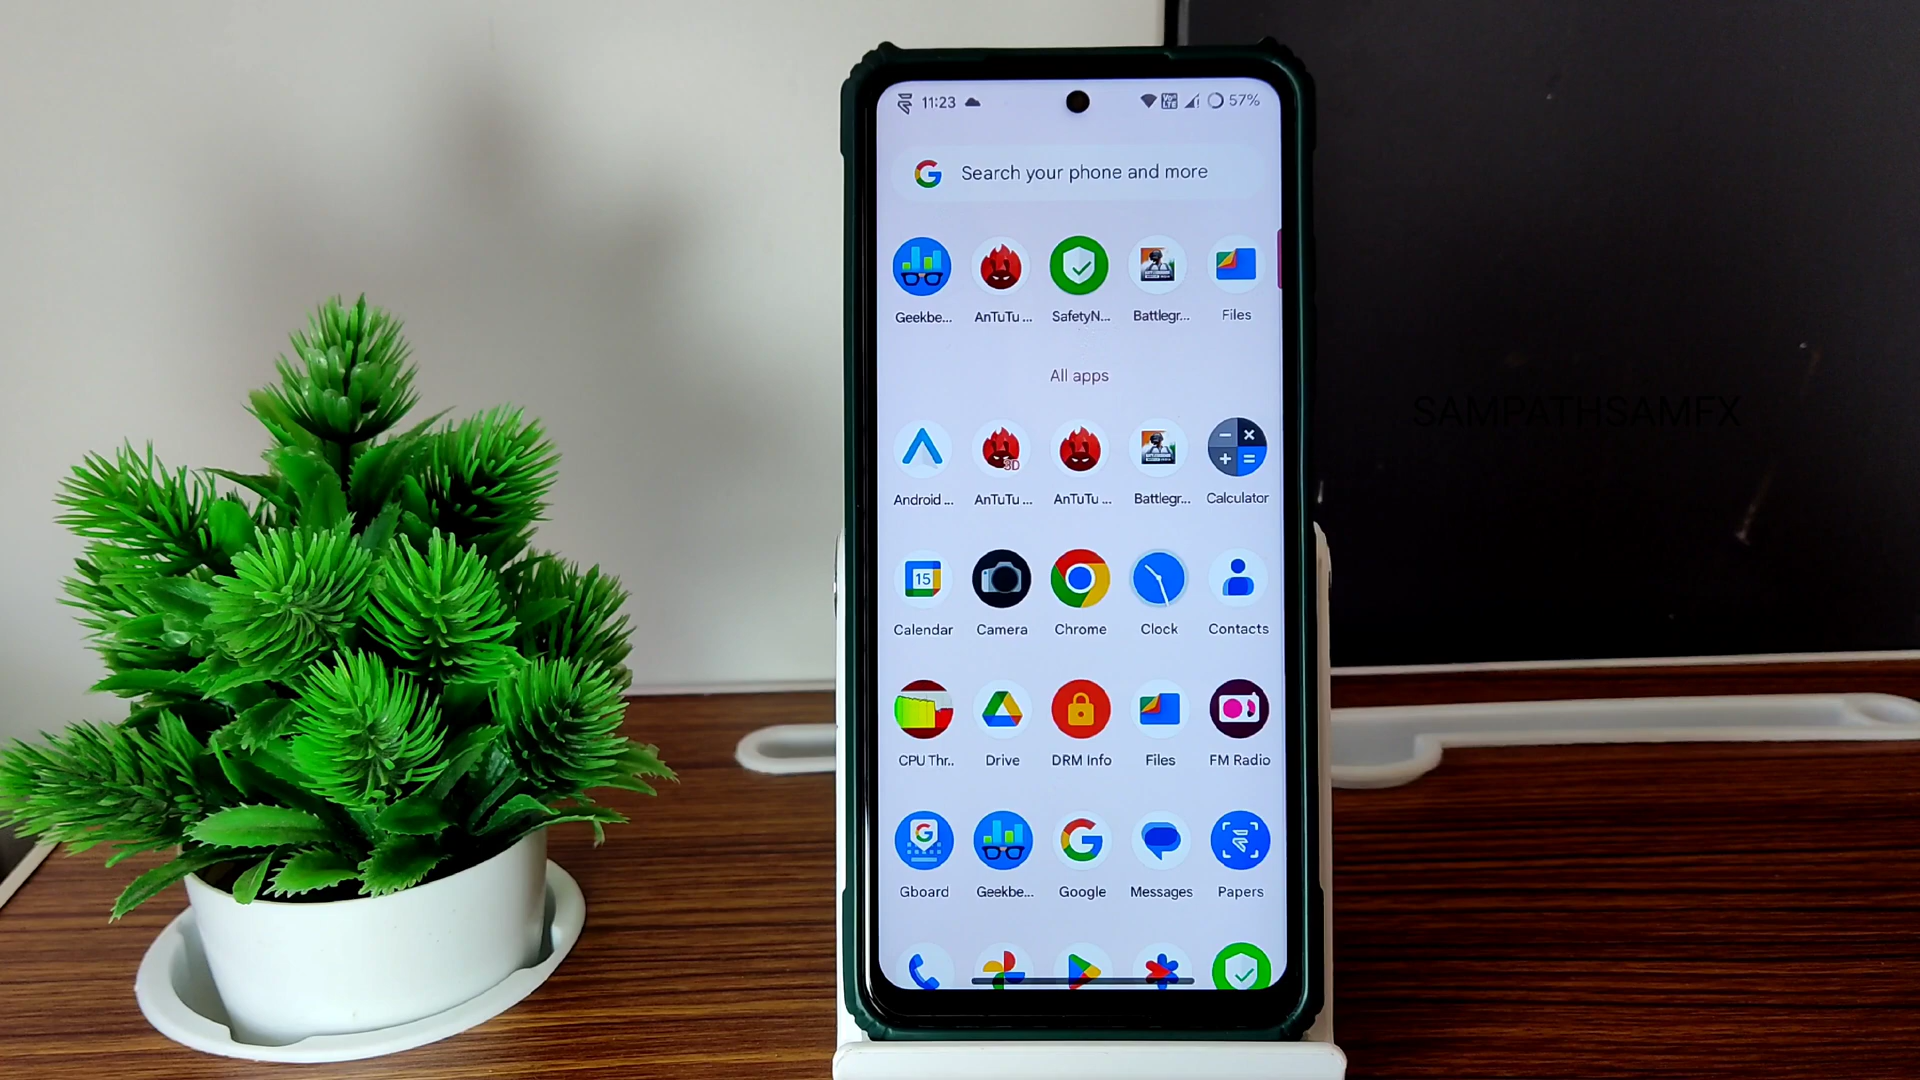 11:23 Vo LTE 57%
Search your phone and more
Geekbe... AnTuTu ... SafetyN... Battlegr... Files
All apps
SAMPATHSAMFX
Android ... AnTuTu ... AnTuTu ... Battlegr... Calculator
15
Calendar Camera Chrome Clock Contacts
CPU Thr.. Drive DRM Info Files FM Radio
Gboard Geekbe... Google Messages Papers